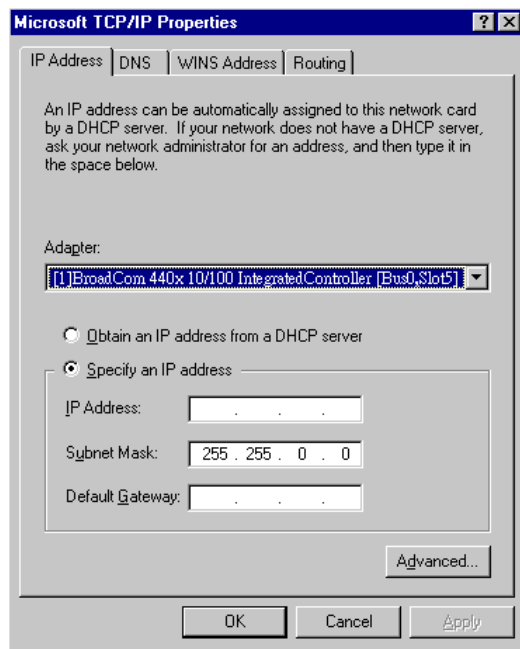 Microsoft TCP/IP Properties
IP Address DNS WINS Address Routing
An IP address can be automatically assigned to this network card
by a DHCP server. If your network does not have a DHCP server,
ask your network administrator for an address, and then type it in
the space below.
Adapter:
[1]BroadCom 440x 10/100 IntegratedController [Bus0,Slot5]
Obtain an IP address from a DHCP server
Specify an IP address
IP Address: . . .
Subnet Mask: 255 . 255 . 0 . 0
Default Gateway: . . .
Advanced...
OK Cancel Apply